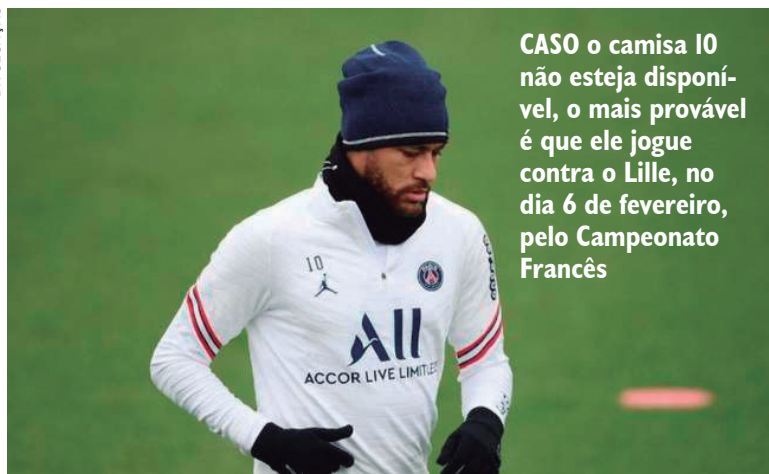 CASO o camisa 10
não esteja disponí-
vel, o mais provável
é que ele jogue
contra o Lille, no
dia 6 de fevereiro,
pelo Campeonato
Francês
10
ALL
ACCOR LIVE LIMITLE